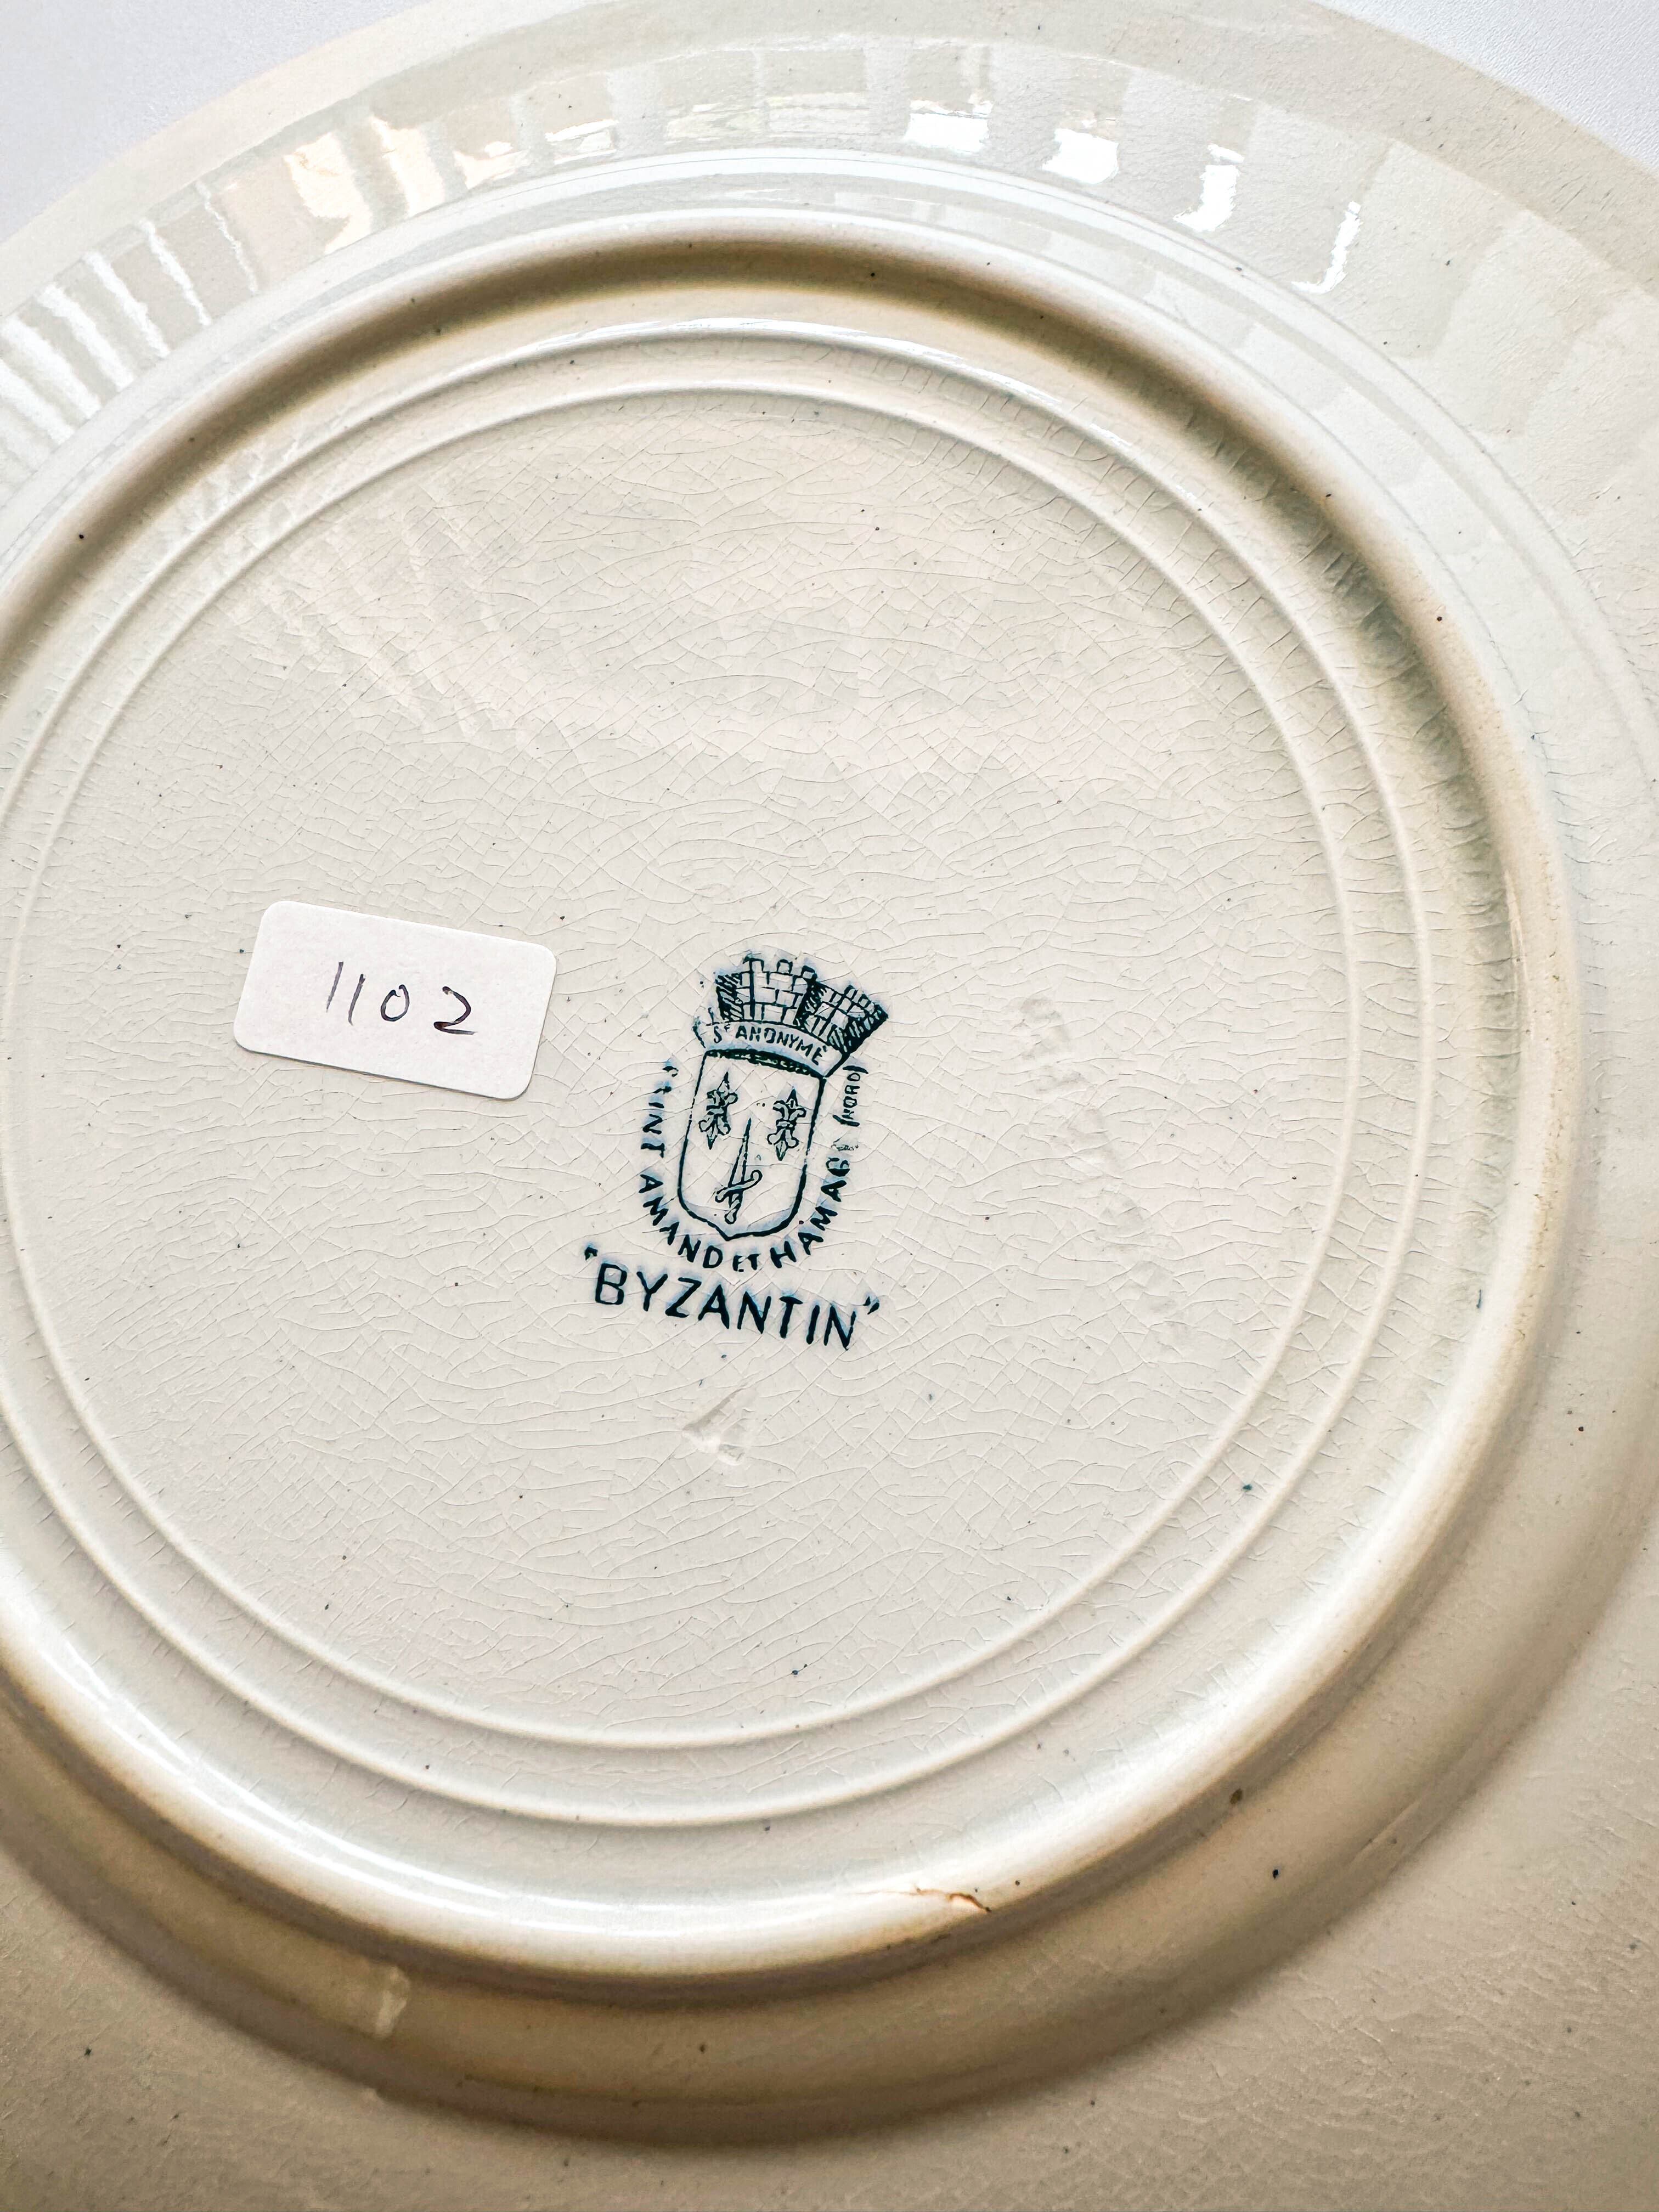 1102
Sté ANONYME
SAINT AMAND ET HAMAGE (NORD)
"BYZANTIN"